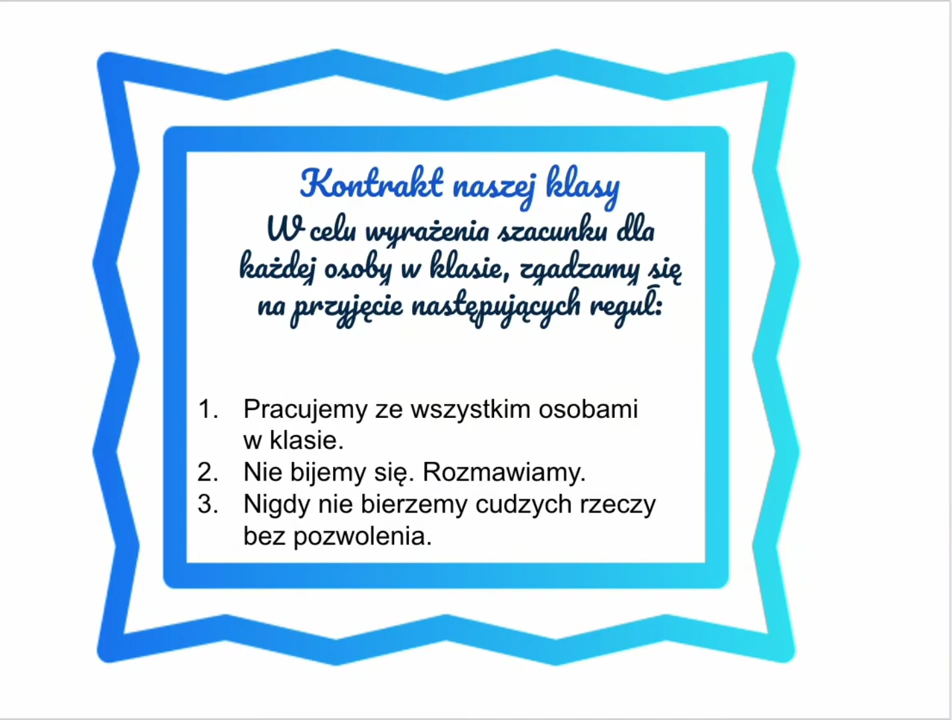 Kontrakt naszej klasy
W celu wyrażenia szacunku dla
każdej osoby w klasie, zgadzamy się
na przyjęcie następujących reguł:
1. Pracujemy ze wszystkim osobami
w klasie.
2. Nie bijemy się. Rozmawiamy.
3. Nigdy nie bierzemy cudzych rzeczy
bez pozwolenia.